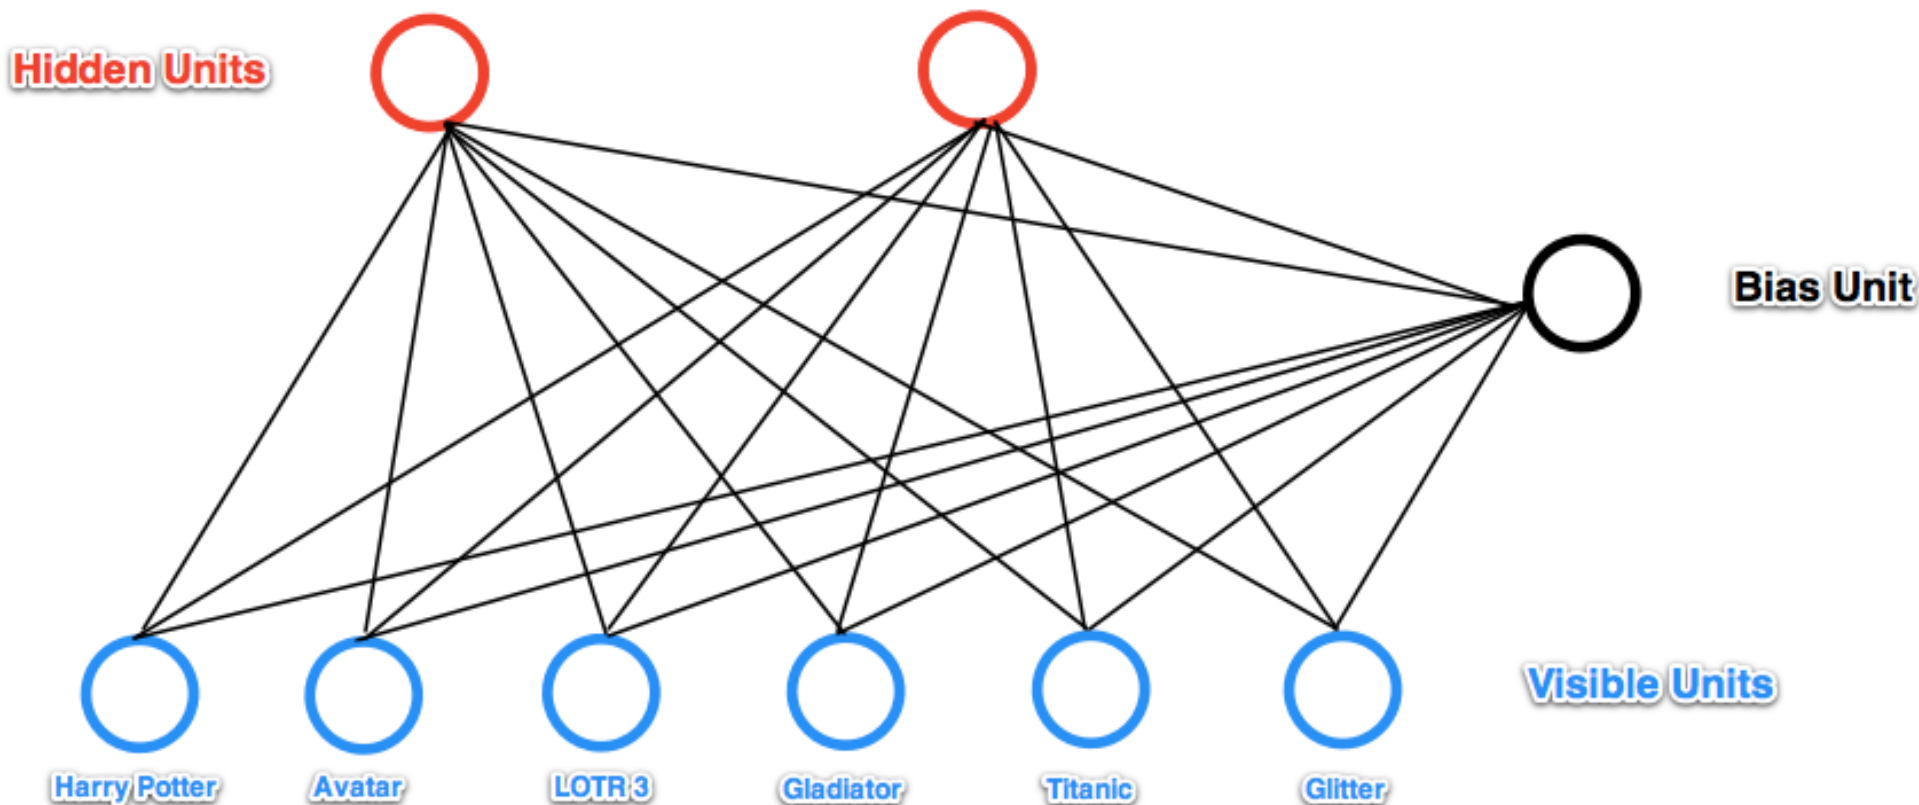 Hidden Units
Bias Unit
Visible Units
Harry Potter
Avatar
LOTR 3
Gladiator
Titanic
Glitter